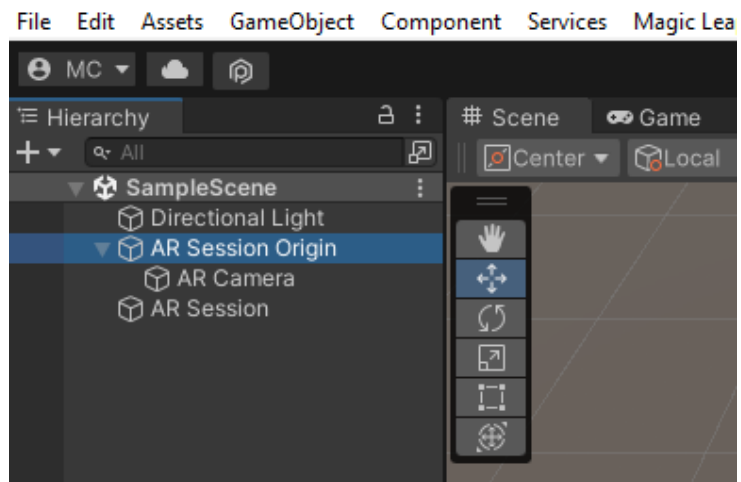 File Edit Assets GameObject Component Services Magic Lea
MC
Hierarchy
Scene Game
All
Center Local
SampleScene
Directional Light
AR Session Origin
AR Camera
AR Session